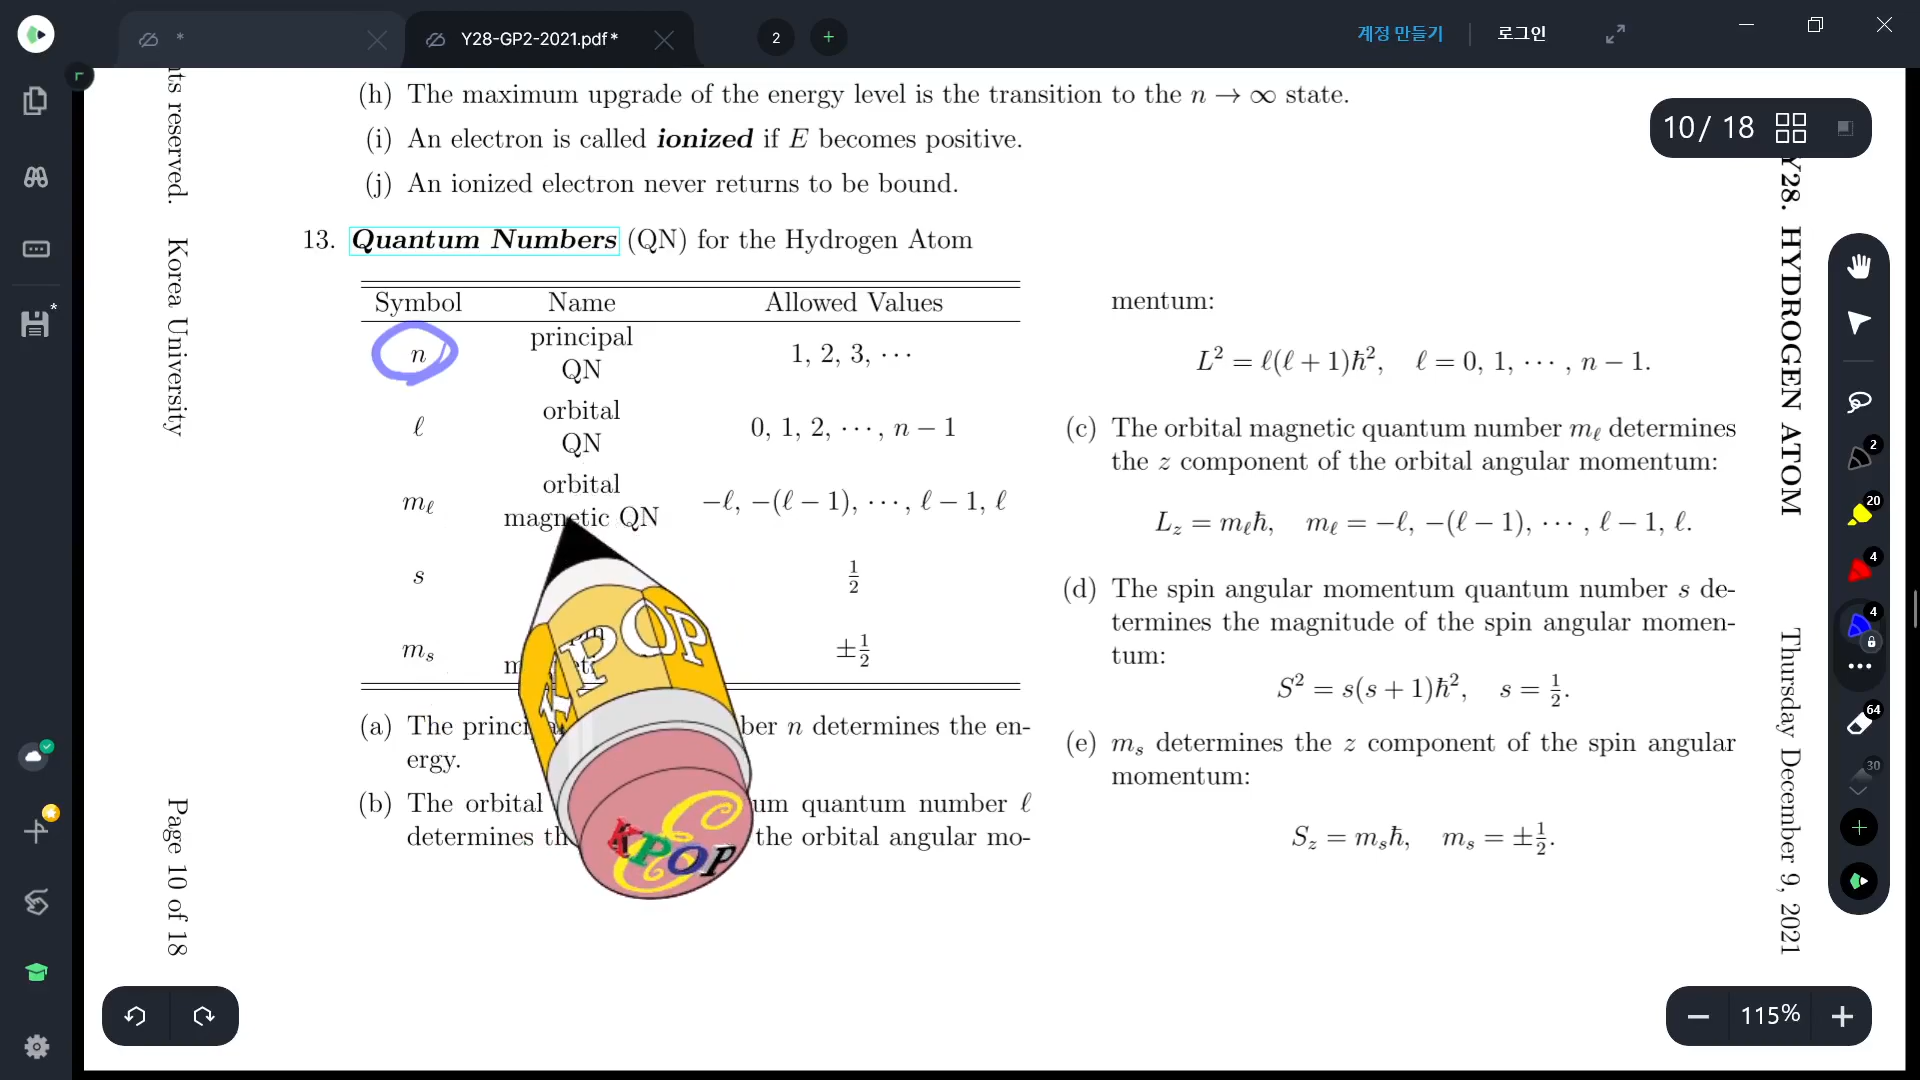 *
Y28-GP2-2021.pdf *
2
계정 만들기
로그인
(h) The maximum upgrade of the energy level is the transition to the n → ∞ state.
(i) An electron is called ionized if E becomes positive.
(j) An ionized electron never returns to be bound.
13. Quantum Numbers (QN) for the Hydrogen Atom
Symbol Name Allowed Values
n principal QN 1, 2, 3, ⋯
ℓ orbital QN 0, 1, 2, ⋯, n − 1
mℓ orbital magnetic QN −ℓ, −(ℓ − 1), ⋯, ℓ − 1, ℓ
s 1/2
ms ±1/2
(a) The n determines the en-
ergy.
(b) The orbital quantum number ℓ
determines the orbital angular mo-
mentum:
L² = ℓ(ℓ + 1)ħ², ℓ = 0, 1, ⋯, n − 1.
(c) The orbital magnetic quantum number mℓ determines
the z component of the orbital angular momentum:
Lz = mℓħ, mℓ = −ℓ, −(ℓ − 1), ⋯, ℓ − 1, ℓ.
(d) The spin angular momentum quantum number s de-
termines the magnitude of the spin angular momen-
tum:
S² = s(s + 1)ħ², s = 1/2.
(e) ms determines the z component of the spin angular
momentum:
Sz = msħ, ms = ±1/2.
KPOP
KPOP E
reserved. Korea University
Page 10 of 18
Y28. HYDROGEN ATOM
Thursday December 9, 2021
10/ 18
2
20
4
4
64
30
115%